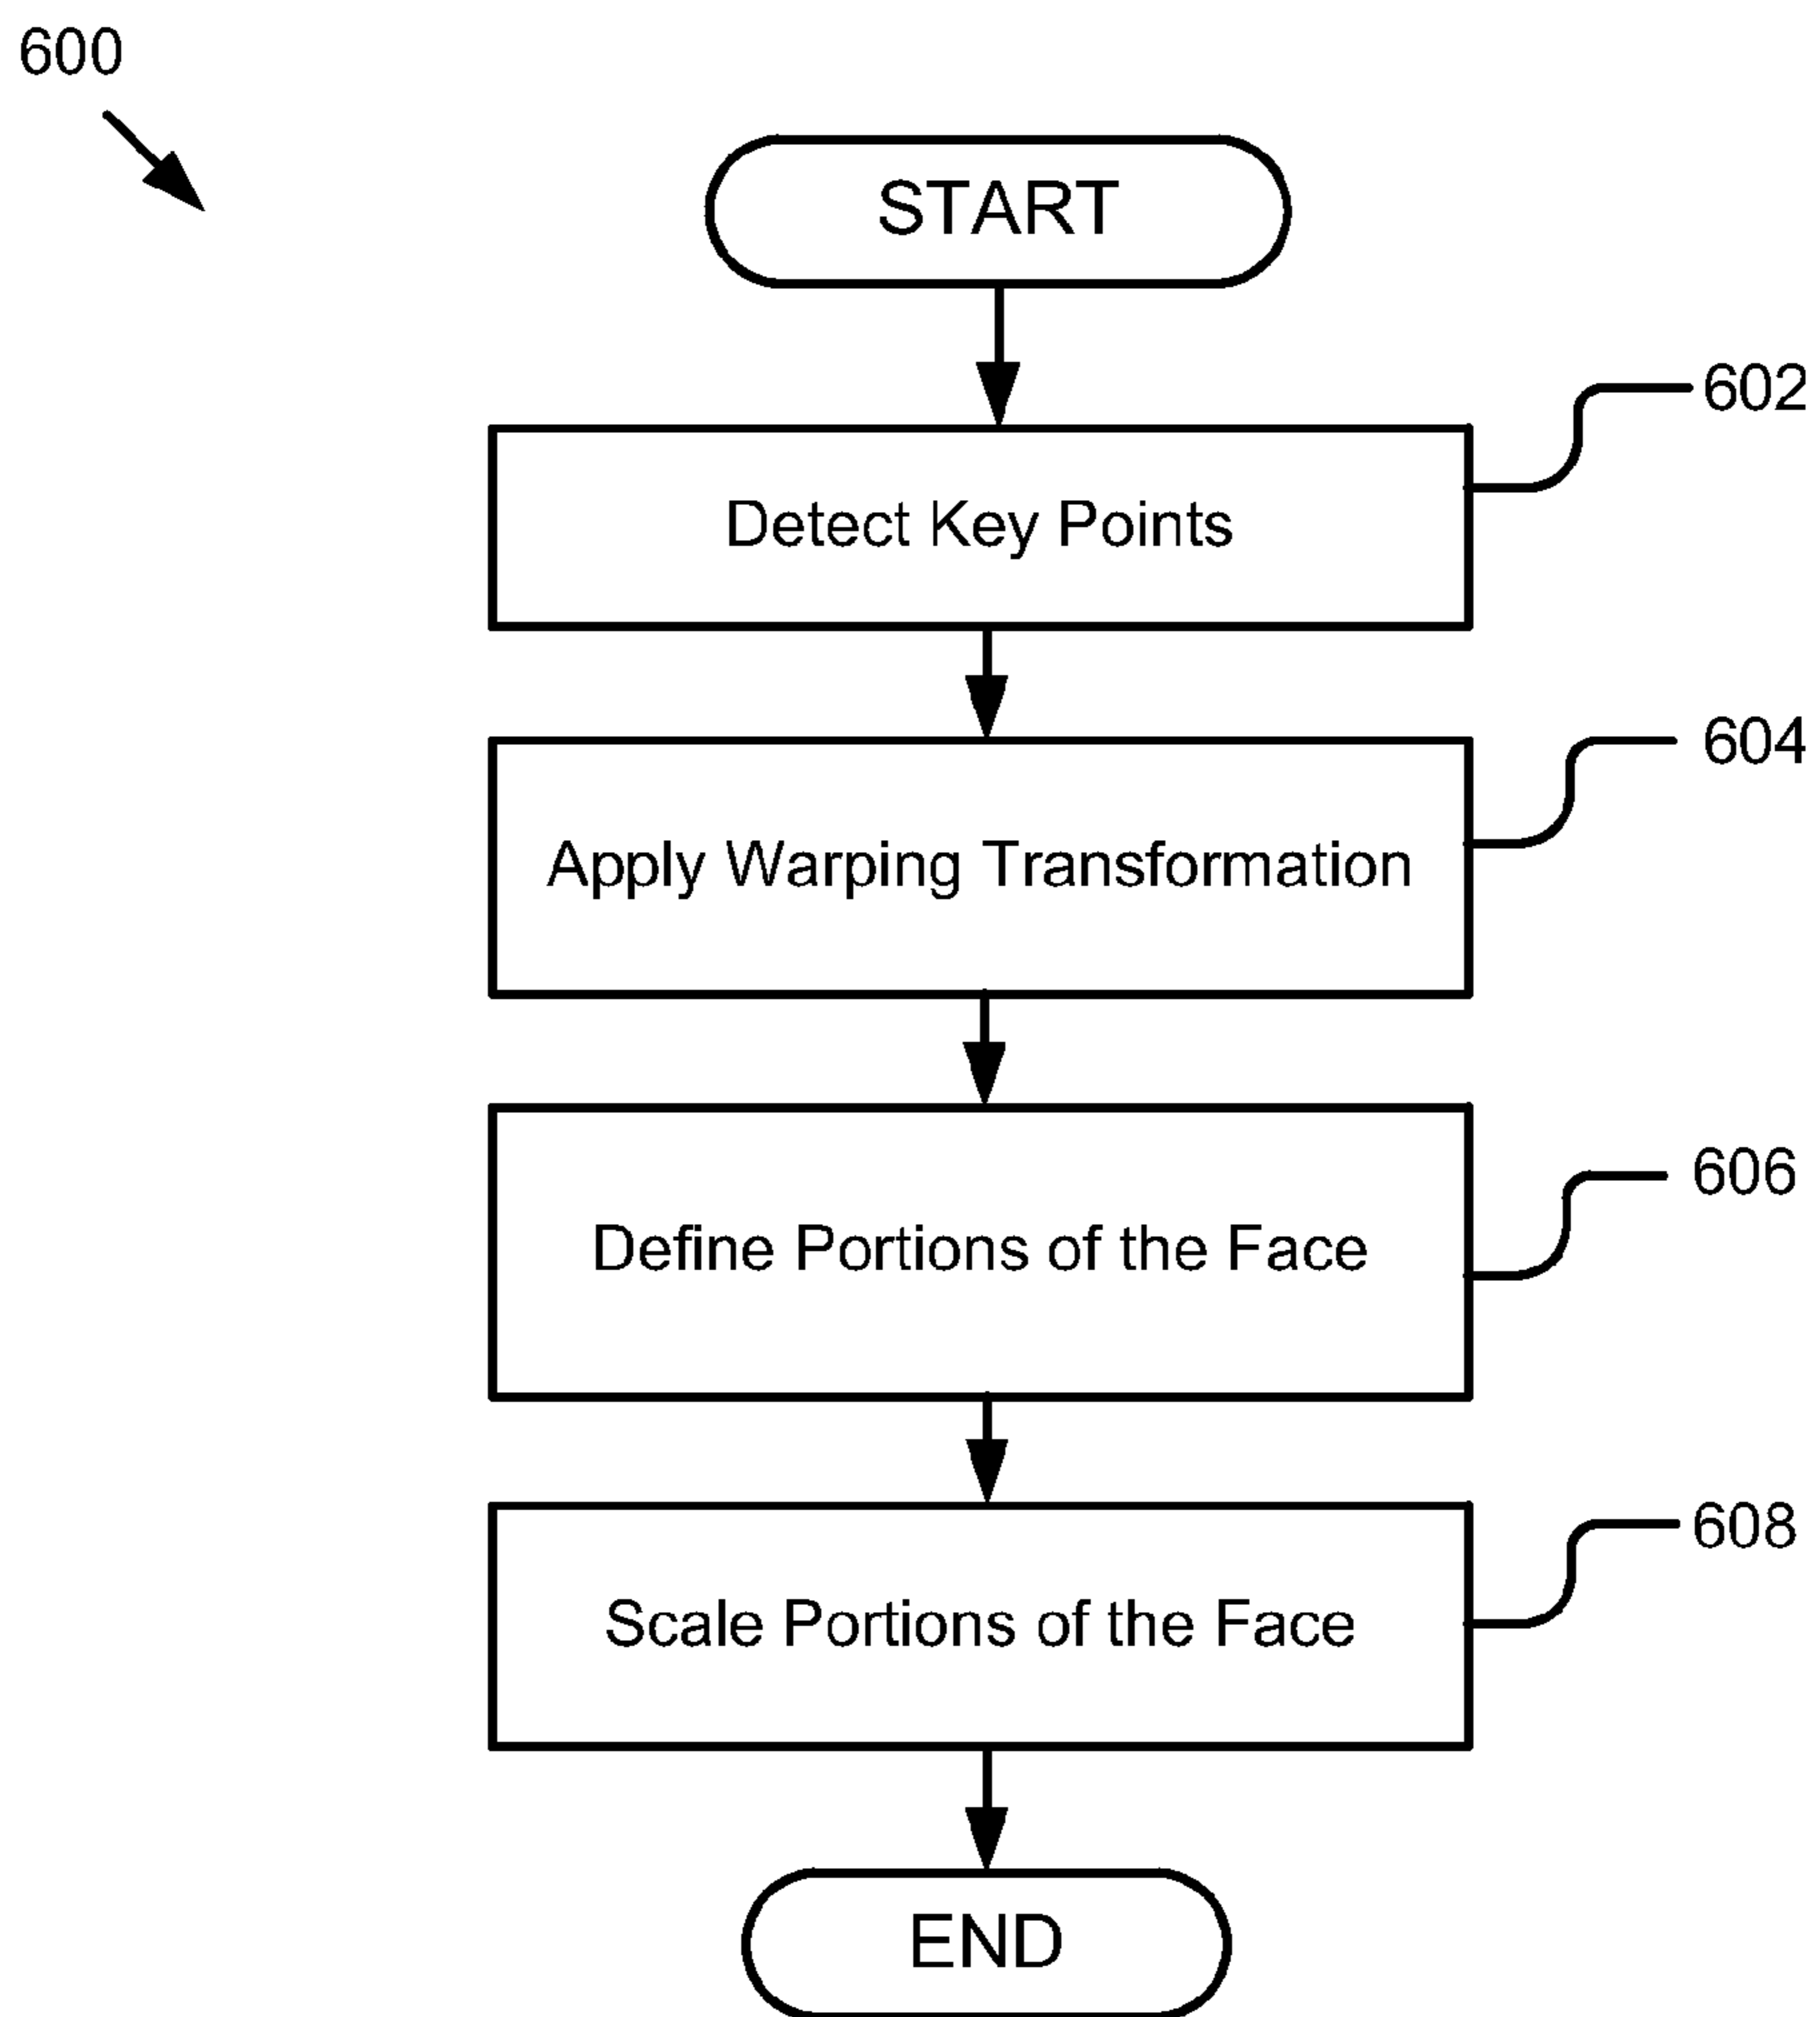 600
START
602
Detect Key Points
604
Apply Warping Transformation
606
Define Portions of the Face
608
Scale Portions of the Face
END